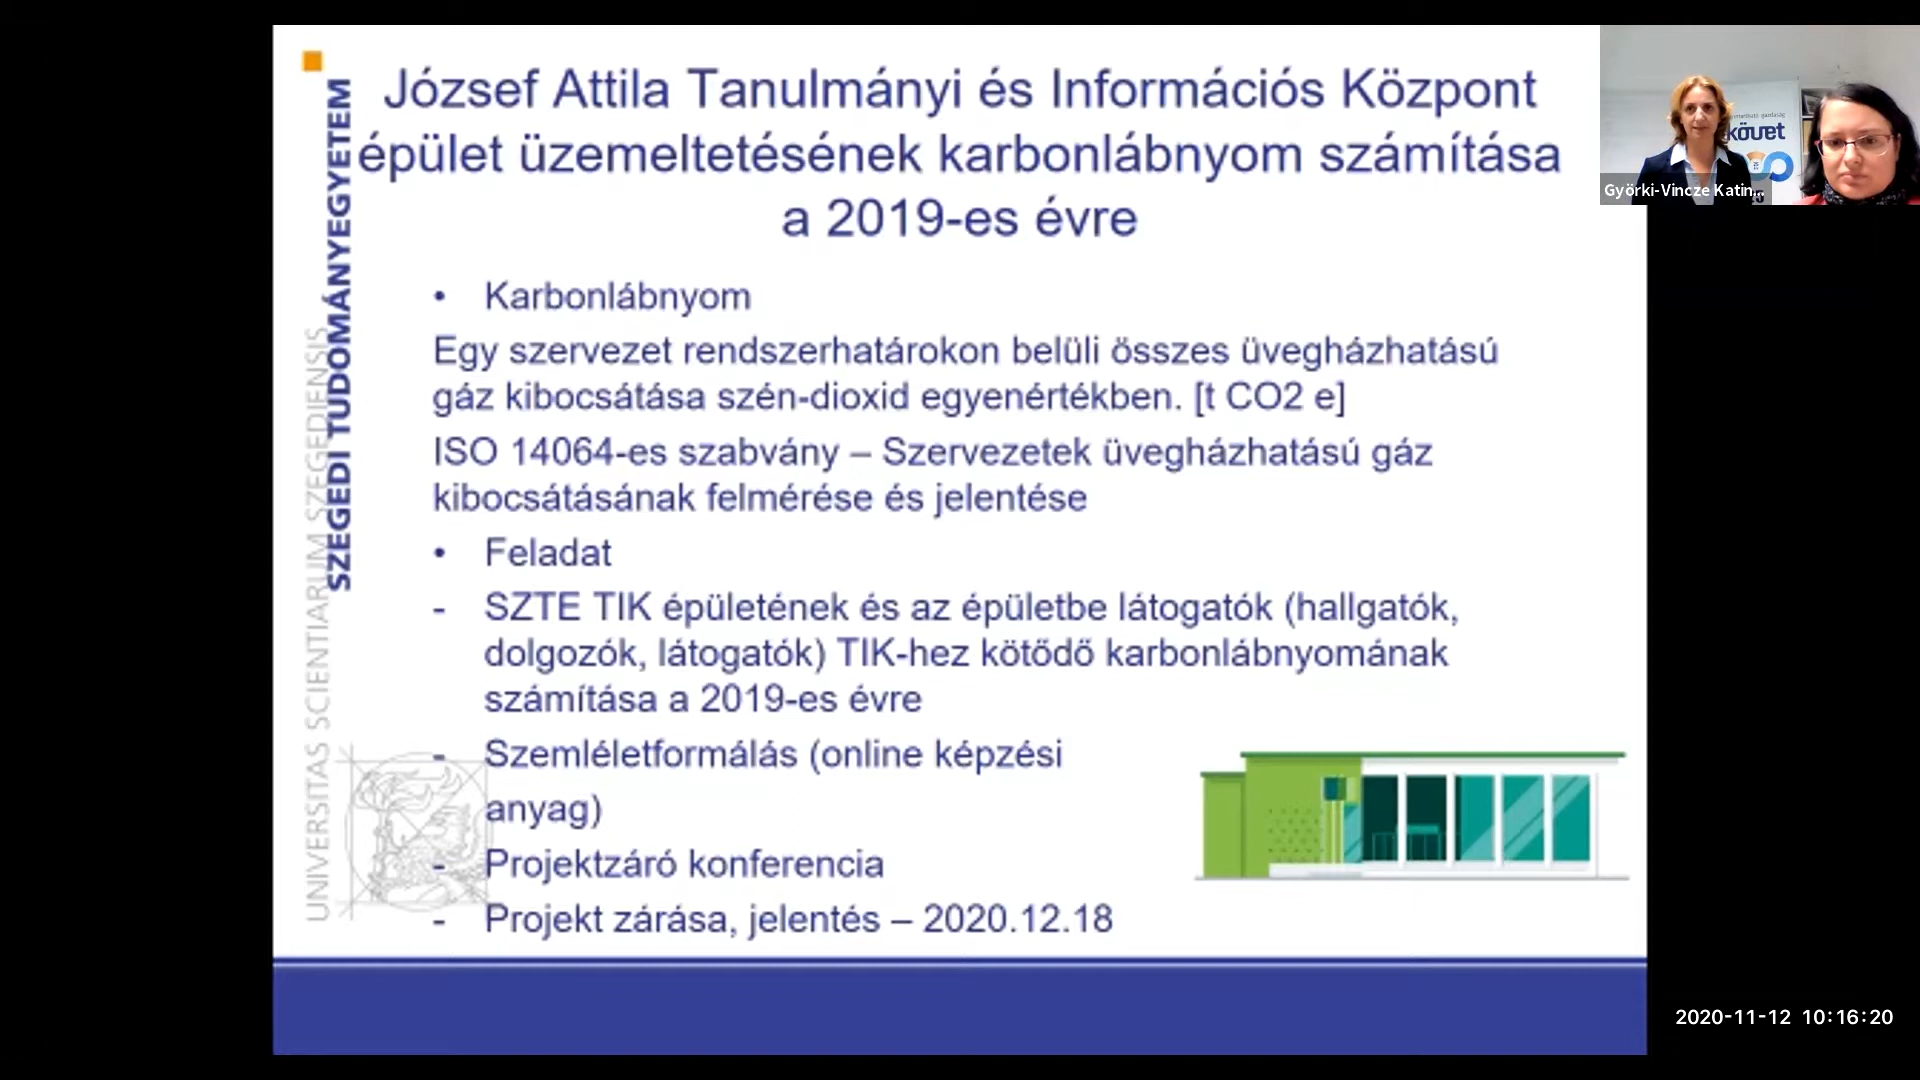 József Attila Tanulmányi és Információs Központ
épület üzemeltetésének karbonlábnyom számítása
a 2019-es évre
• Karbonlábnyom
Egy szervezet rendszerhatárokon belüli összes üvegházhatású
gáz kibocsátása szén-dioxid egyenértékben. [t CO2 e]
ISO 14064-es szabvány – Szervezetek üvegházhatású gáz
kibocsátásának felmérése és jelentése
• Feladat
- SZTE TIK épületének és az épületbe látogatók (hallgatók,
dolgozók, látogatók) TIK-hez kötődő karbonlábnyomának
számítása a 2019-es évre
- Szemléletformálás (online képzési
anyag)
- Projektzáró konferencia
- Projekt zárása, jelentés – 2020.12.18
SZEGEDI TUDOMÁNYEGYETEM
UNIVERSITAS SCIENTIARUM SZEGEDIENSIS
követ
Györki-Vincze Katin...
2020-11-12 10:16:20